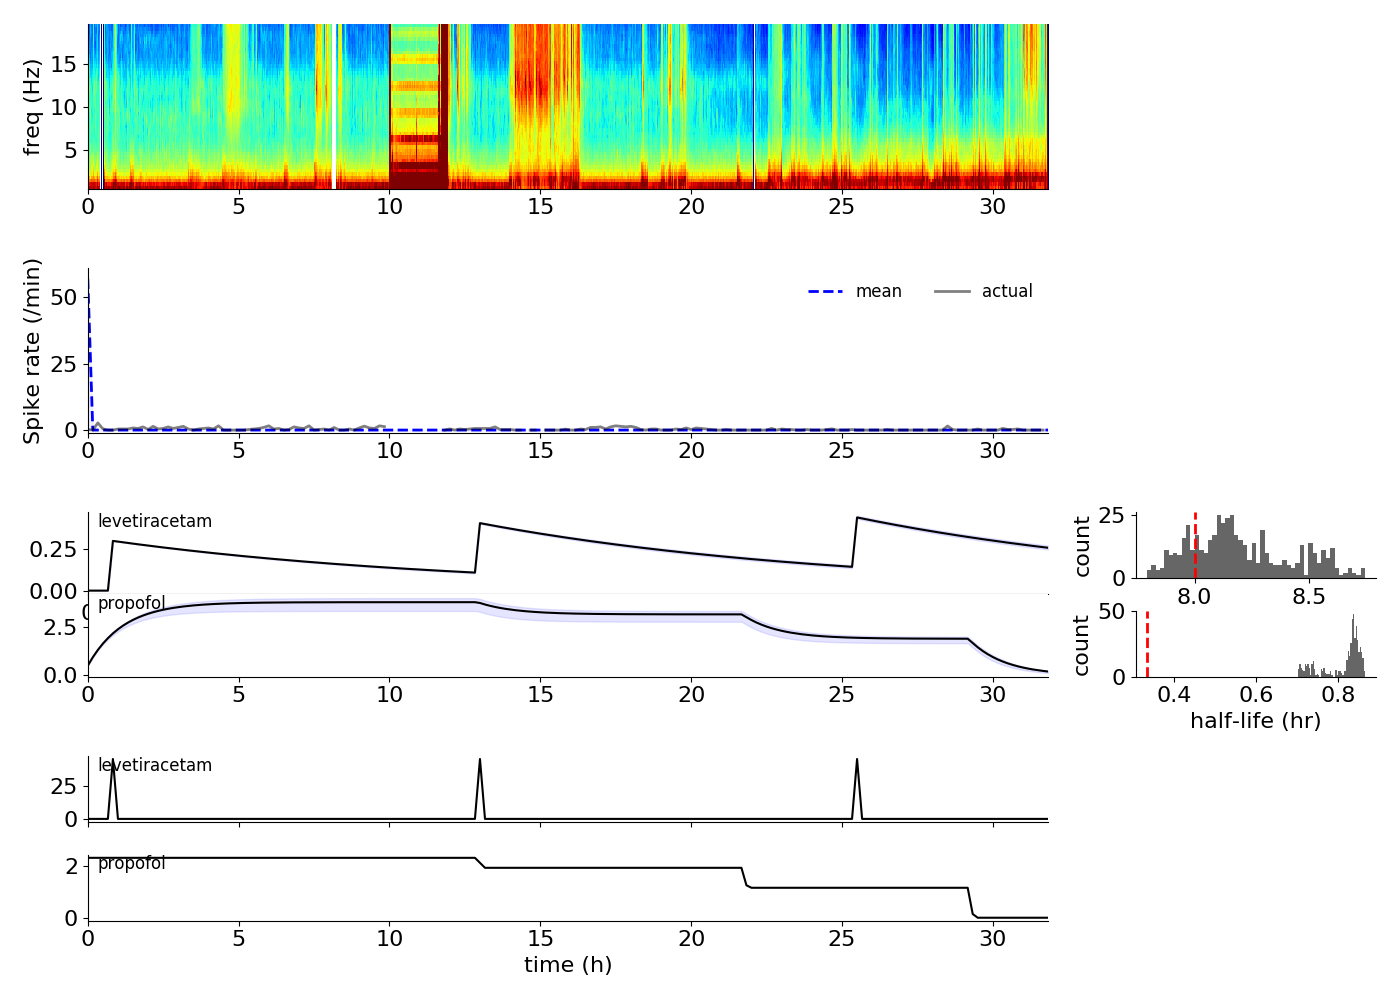 freq (Hz)
15
10
5
0 5 10 15 20 25 30
Spike rate (/min)
50
25
0
mean actual
0 5 10 15 20 25 30
levetiracetam
0.25
0.00
0
propofol
2.5
0.0
0 5 10 15 20 25 30
count
25
0
8.0 8.5
count
50
0
0.4 0.6 0.8
half-life (hr)
levetiracetam
25
0
propofol
2
0
0 5 10 15 20 25 30
time (h)